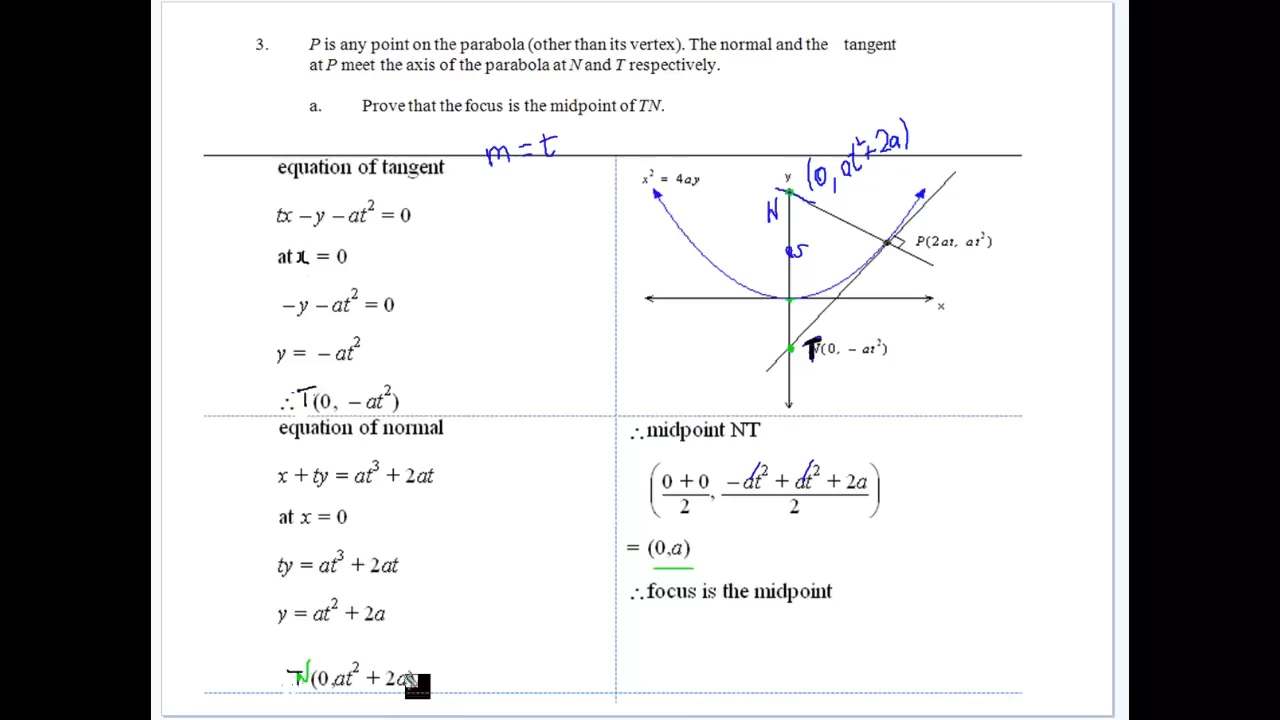 3. P is any point on the parabola (other than its vertex). The normal and the tangent
at P meet the axis of the parabola at N and T respectively.
a. Prove that the focus is the midpoint of TN.
m = t
equation of tangent
tx − y − at² = 0
at x = 0
−y − at² = 0
y = −at²
∴ T(0, −at²)
x² = 4ay
y
(0, at² + 2a)
N
P(2at, at²)
x
T(0, − at²)
equation of normal
x + ty = at³ + 2at
at x = 0
ty = at³ + 2at
y = at² + 2a
N(0, at² + 2a
∴ midpoint NT
(0 + 0 / 2, −at² + at² + 2a / 2)
= (0,a)
∴ focus is the midpoint